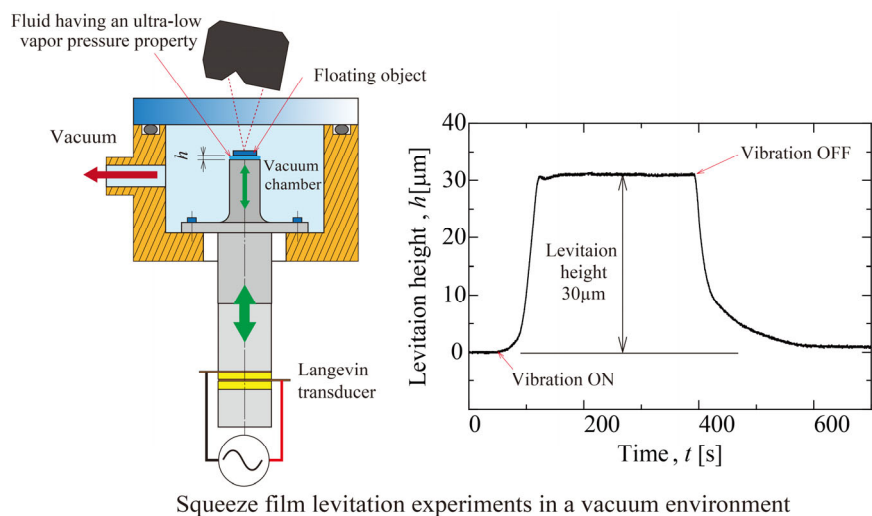 Fluid having an ultra-low
vapor pressure property
Floating object
Vacuum
h
Vacuum
chamber
Langevin
transducer
Levitaion height , h[μm]
40
30
20
10
0
Vibration OFF
Levitaion
height
30μm
Vibration ON
0
200
400
600
Time , t [s]
Squeeze film levitation experiments in a vacuum environment